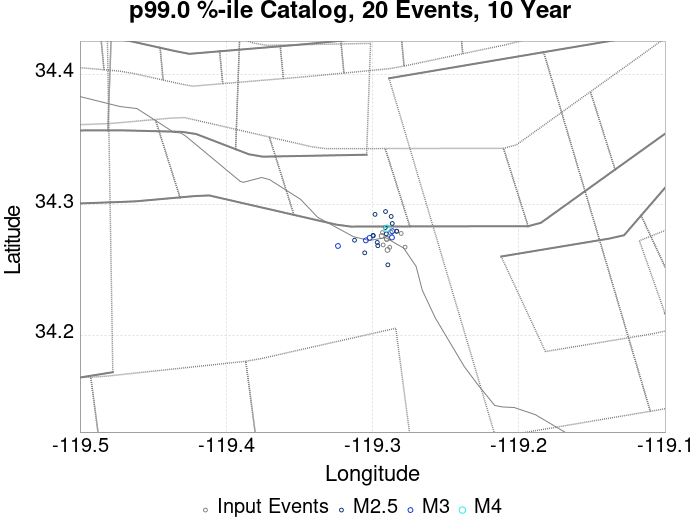 p99.0 %-ile Catalog, 20 Events, 10 Year
34.4
34.3
34.2
Latitude
-119.5 -119.4 -119.3 -119.2 -119.1
Longitude
Input Events M2.5 M3 M4